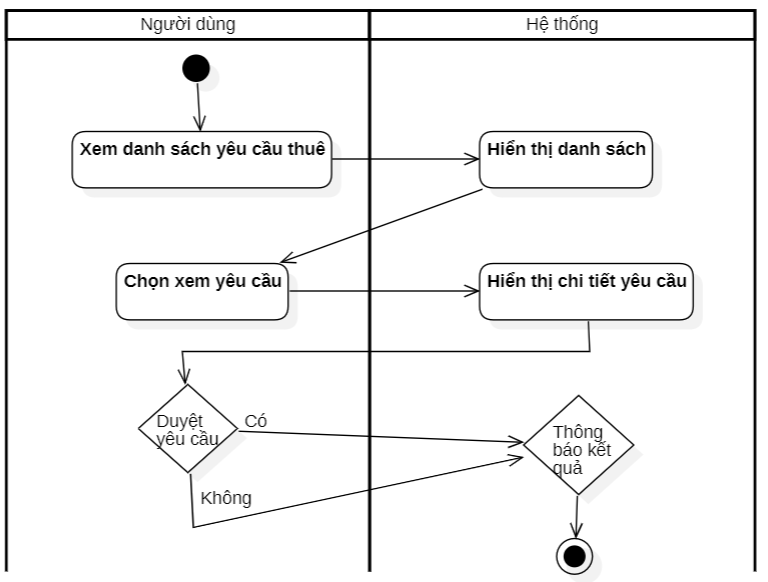 Người dùng
Hệ thống
Xem danh sách yêu cầu thuê
Hiển thị danh sách
Chọn xem yêu cầu
Hiển thị chi tiết yêu cầu
Duyệt
yêu cầu
Có
Không
Thông
báo kết
quả